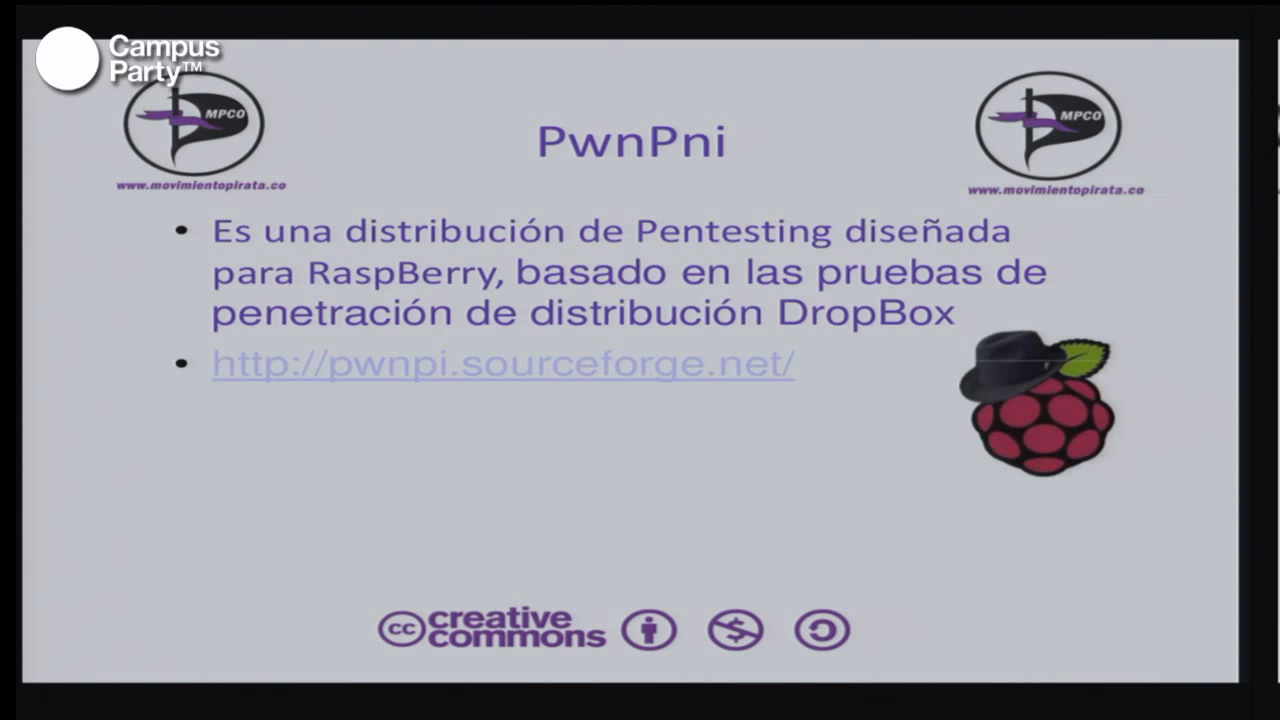 Campus
Party™
MPCO
MPCO
www.movimientopirata.co
www.movimientopirata.co
PwnPni
• Es una distribución de Pentesting diseñada
para RaspBerry, basado en las pruebas de
penetración de distribución DropBox
• http://pwnpi.sourceforge.net/
cc creative
commons